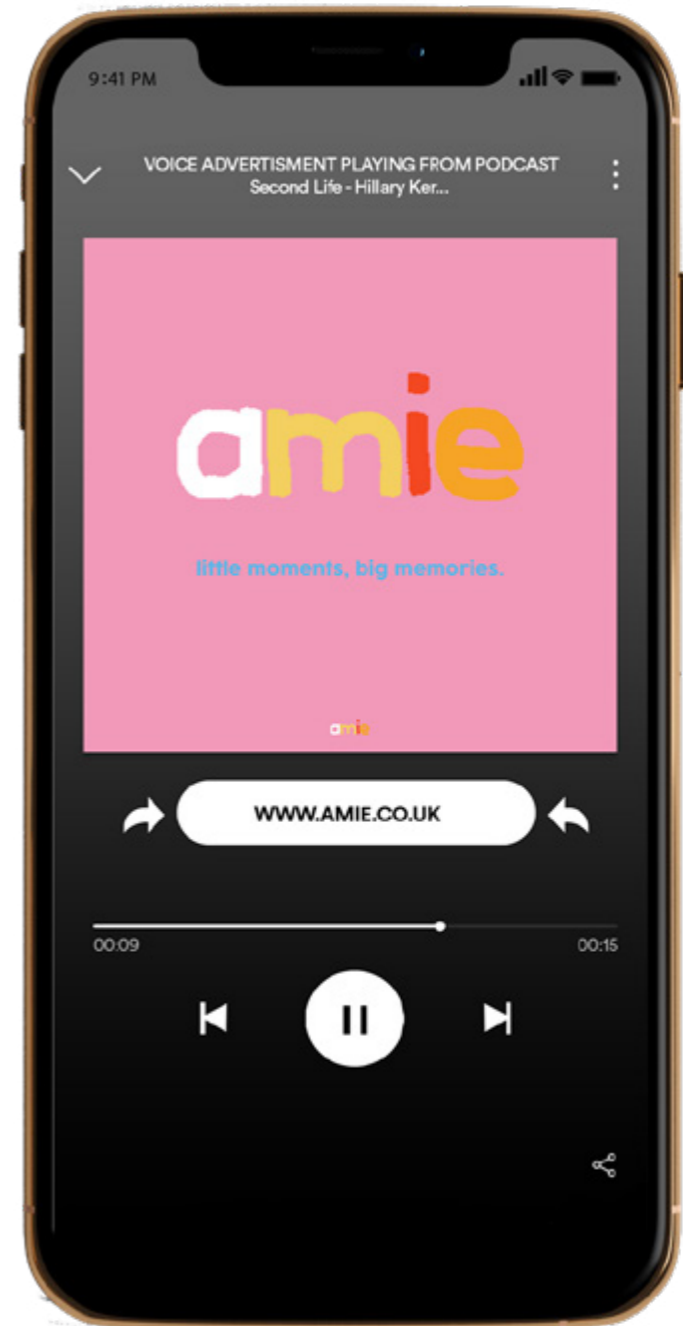 9:41 PM
VOICE ADVERTISMENT PLAYING FROM PODCAST
Second Life - Hillary Ker...
amie
little moments, big memories.
amie
WWW.AMIE.CO.UK
00:09
00:15